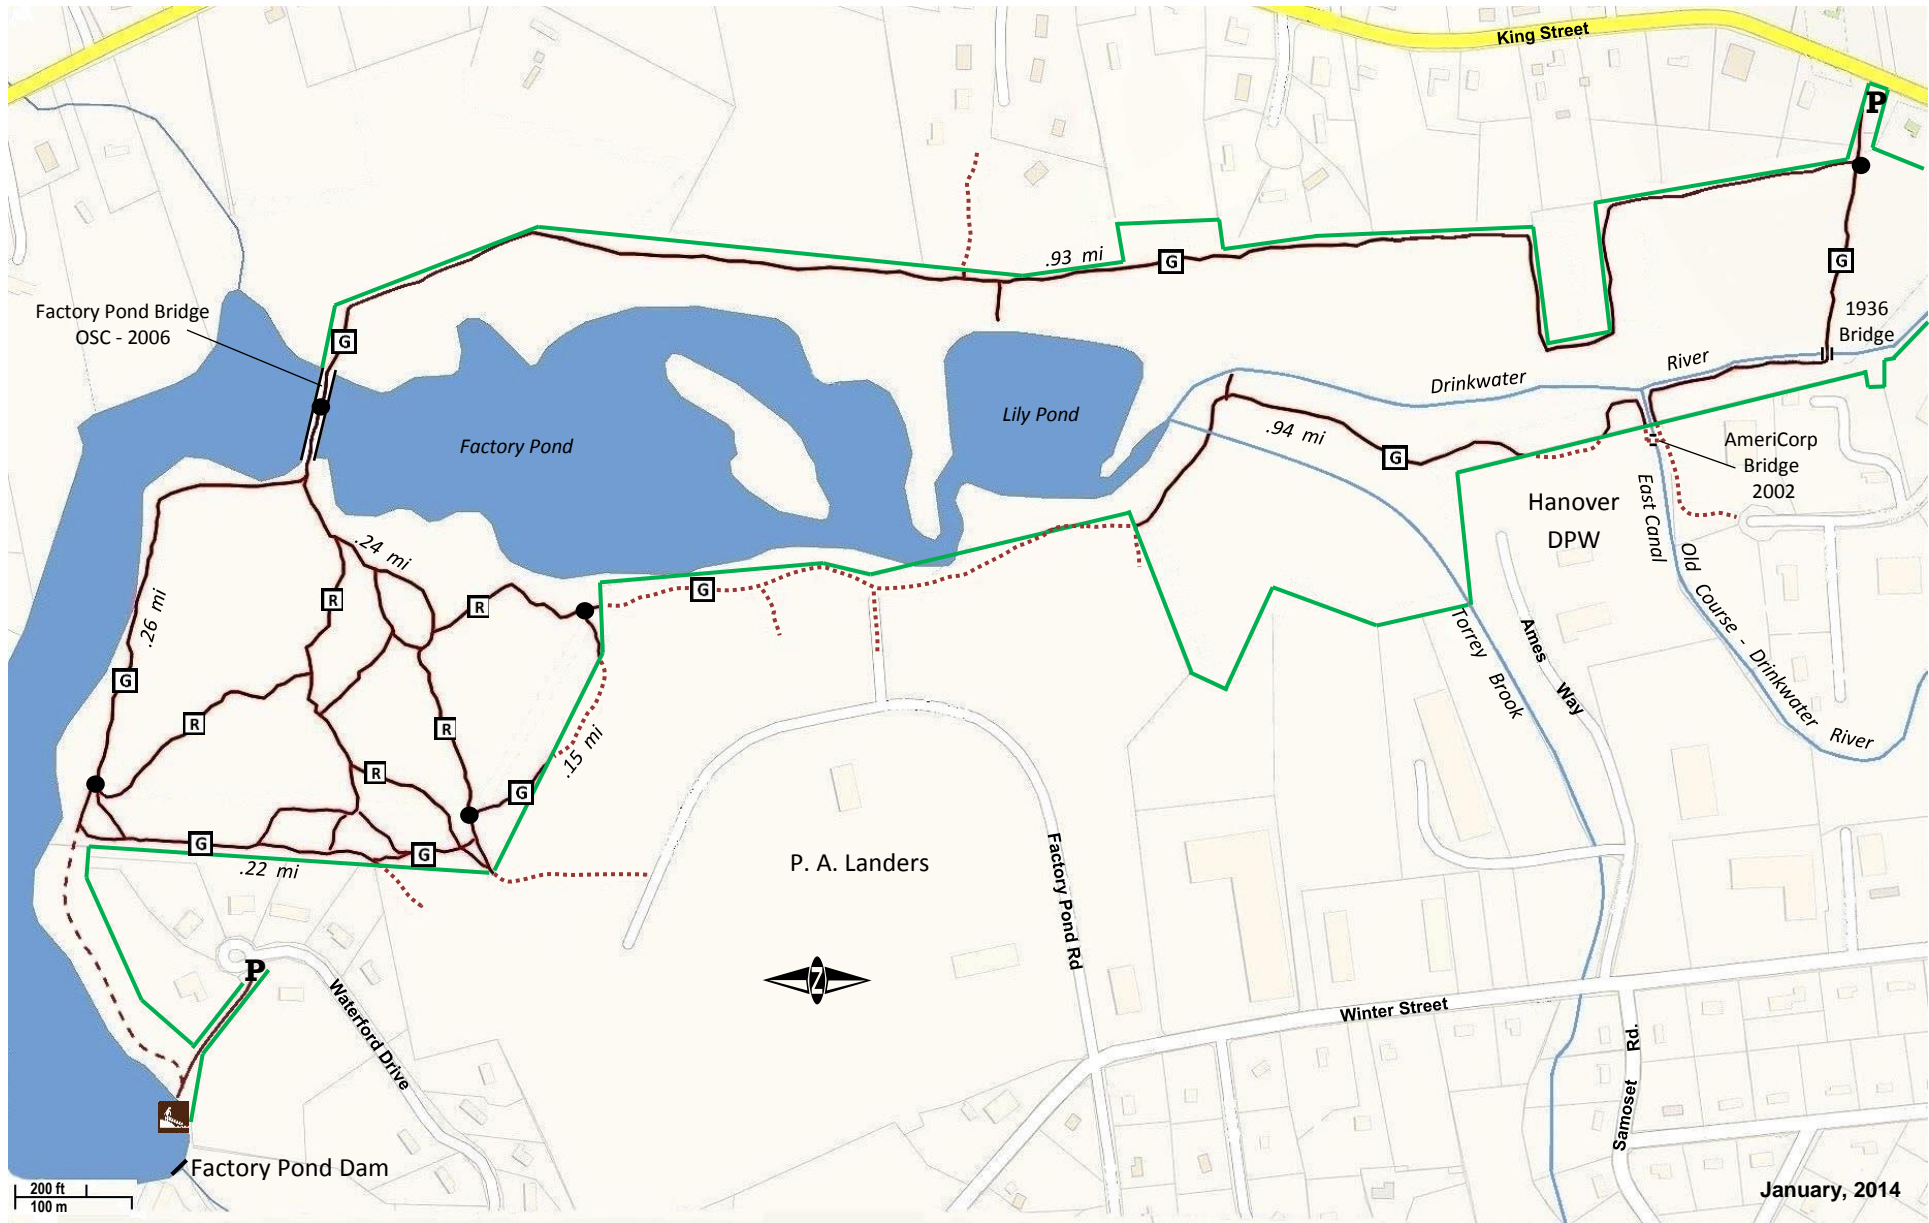 King Street
P
.93 mi
G
G
Factory Pond Bridge
OSC - 2006
G
1936
Bridge
River
Drinkwater
Lily Pond
Factory Pond
.94 mi
G
AmeriCorp
Bridge
2002
Hanover
DPW
East Canal
Old Course - Drinkwater
River
.24 mi
R
R
G
.26 mi
G
R
R
R
G
.15 mi
Torrey Brook
Ames Way
G
G
.22 mi
P. A. Landers
Factory Pond Rd
P
Waterford Drive
Z
Winter Street
Samoset Rd.
Factory Pond Dam
200 ft
100 m
January, 2014